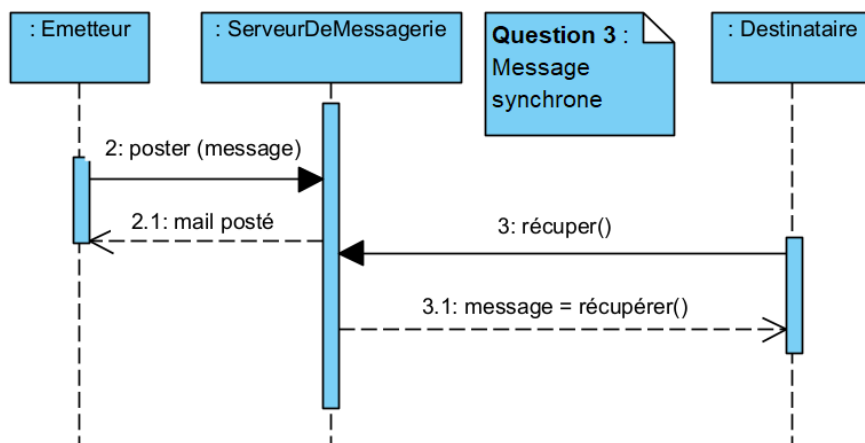 : Emetteur
: ServeurDeMessagerie
Question 3 :
Message
synchrone
: Destinataire
2: poster (message)
2.1: mail posté
3: récuper()
3.1: message = récupérer()